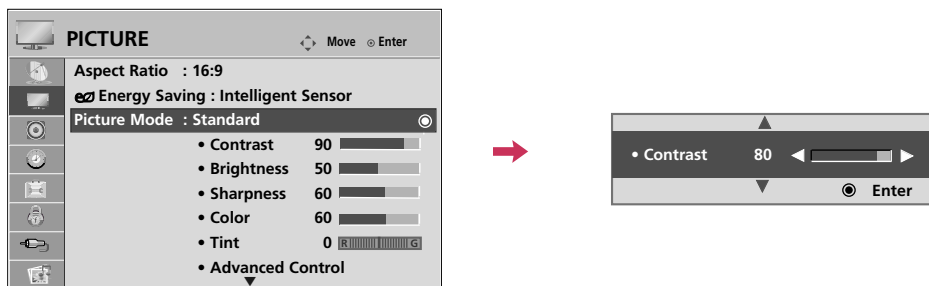 PICTURE
Move Enter
Aspect Ratio : 16:9
Energy Saving : Intelligent Sensor
Picture Mode : Standard
• Contrast 90
• Brightness 50
• Sharpness 60
• Color 60
• Tint 0 R G
• Advanced Control
• Contrast 80
Enter